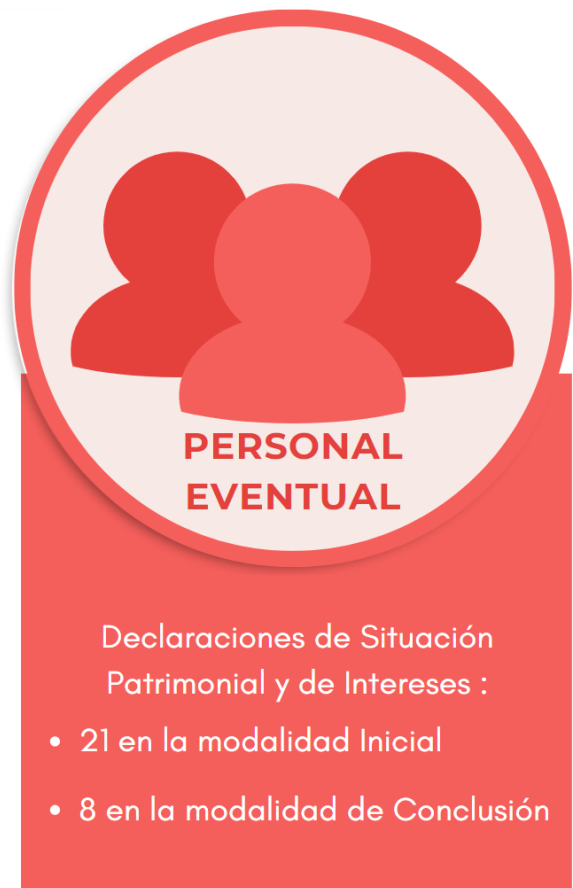 PERSONAL
EVENTUAL
Declaraciones de Situación
Patrimonial y de Intereses :
• 21 en la modalidad Inicial
• 8 en la modalidad de Conclusión